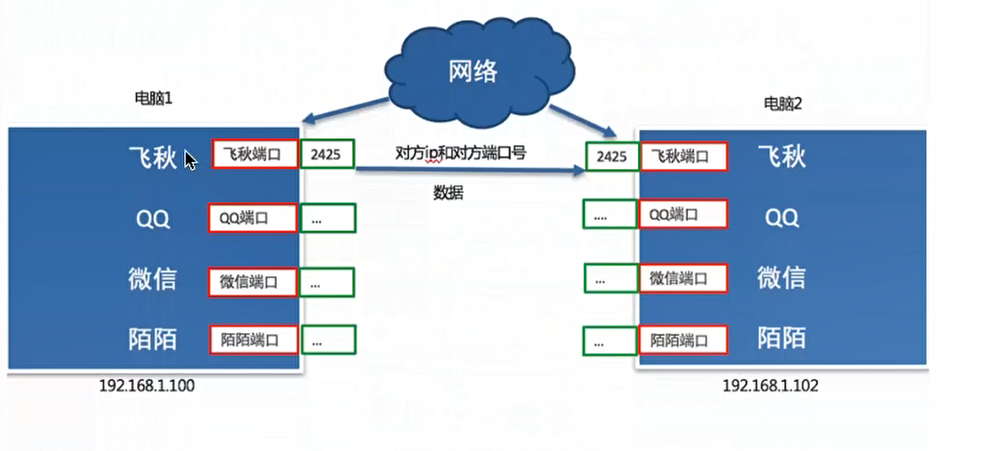 网络
电脑1
电脑2
飞秋 飞秋端口 2425
对方ip和对方端口号
2425 飞秋端口 飞秋
数据
QQ QQ端口 ...
.... QQ端口 QQ
微信 微信端口 ...
... 微信端口 微信
陌陌 陌陌端口 ...
... 陌陌端口 陌陌
192.168.1.100
192.168.1.102